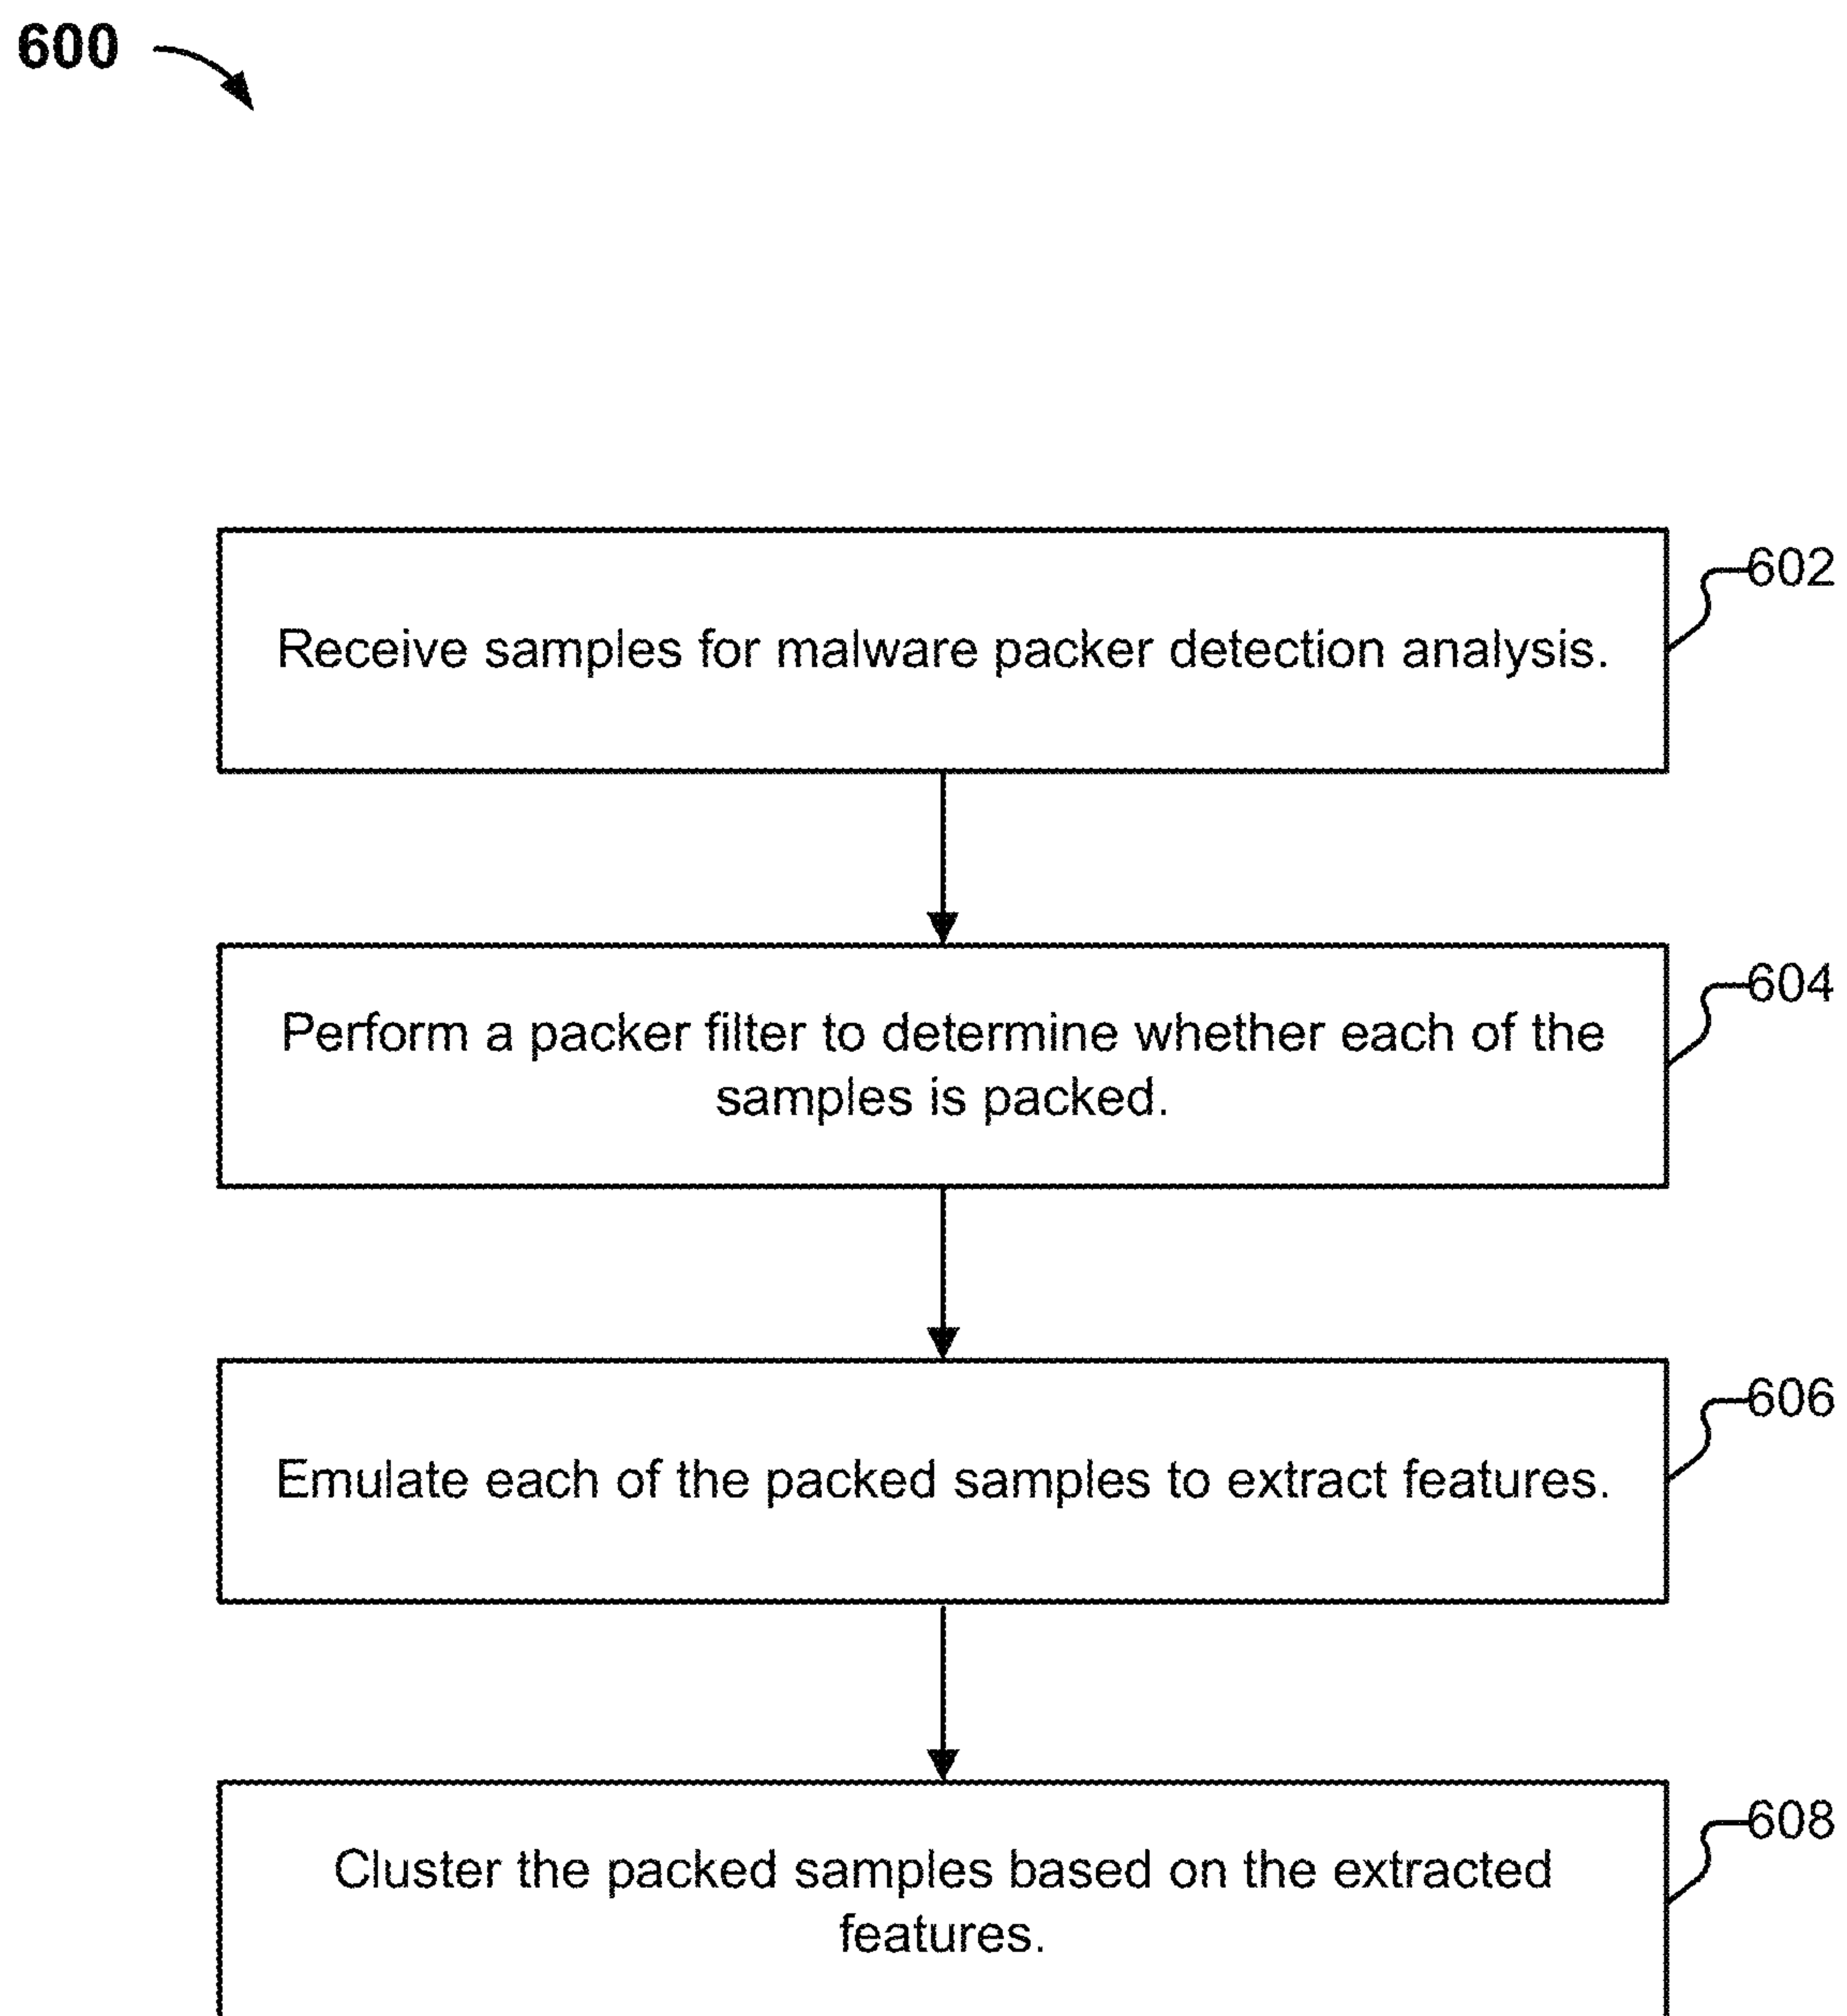 600
602
Receive samples for malware packer detection analysis.
604
Perform a packer filter to determine whether each of the
samples is packed.
606
Emulate each of the packed samples to extract features.
608
Cluster the packed samples based on the extracted
features.